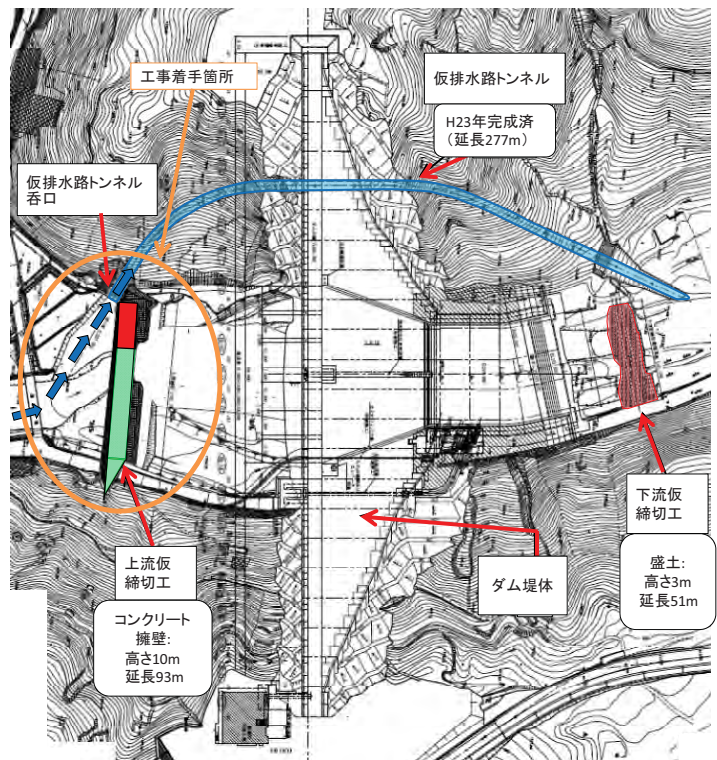 工事着手箇所
仮排水路トンネル
H23年完成済
（延長277m）
仮排水路トンネル
呑口
上流仮
締切工
コンクリート
擁壁:
高さ10m
延長93m
ダム堤体
下流仮
締切工
盛土:
高さ3m
延長51m